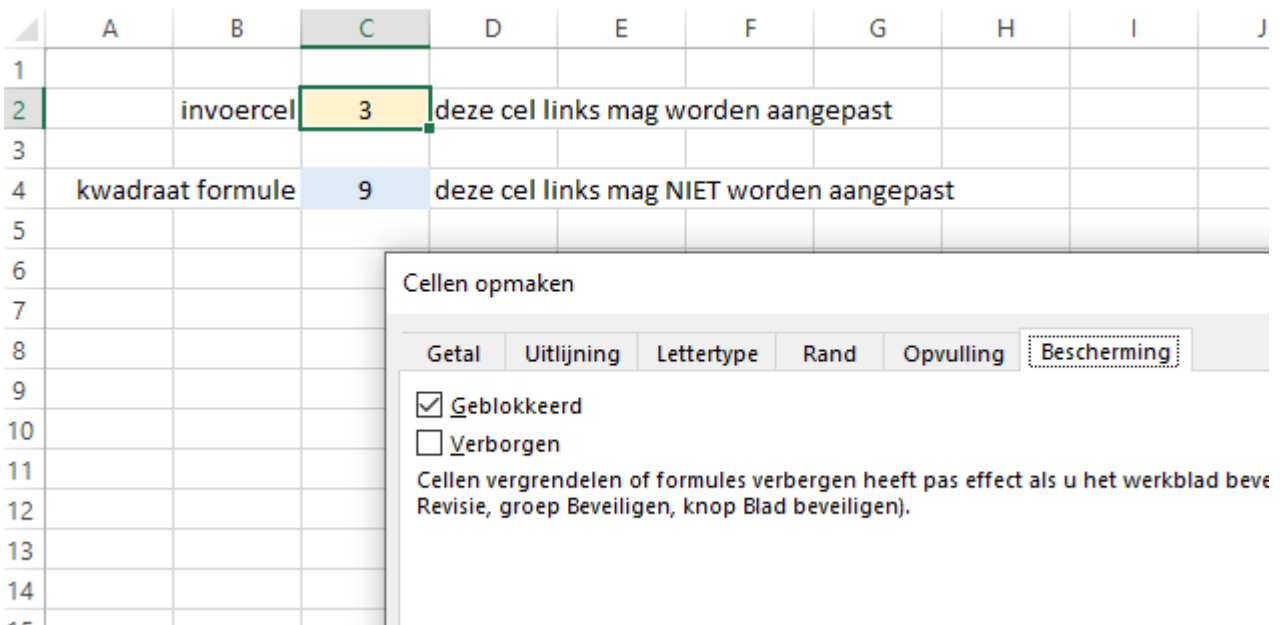 A B C D E F G H I J
1
2 invoercel 3 deze cel links mag worden aangepast
3
4 kwadraat formule 9 deze cel links mag NIET worden aangepast
5
6
Cellen opmaken
7
8 Getal Uitlijning Lettertype Rand Opvulling Bescherming
9
Geblokkeerd
10
Verborgen
11
Cellen vergrendelen of formules verbergen heeft pas effect als u het werkblad beve
12 Revisie, groep Beveiligen, knop Blad beveiligen).
13
14